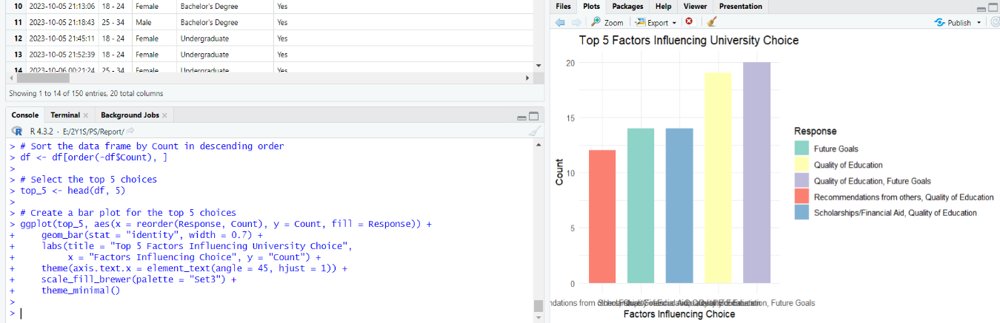 10 2023-10-05 21:13:06 18 - 24 Female Bachelor's Degree Yes
11 2023-10-05 21:18:43 25 - 34 Male Bachelor's Degree Yes
12 2023-10-05 21:45:11 18 - 24 Female Undergraduate Yes
13 2023-10-05 21:52:39 18 - 24 Female Undergraduate Yes
14 2023-10-06 00:21:24 25 - 34 Female Undergraduate Yes
Showing 1 to 14 of 150 entries, 20 total columns
Console Terminal Background Jobs
R 4.3.2 · E:/2Y1S/PS/Report/
> # Sort the data frame by Count in descending order
> df <- df[order(-df$Count), ]
>
> # Select the top 5 choices
> top_5 <- head(df, 5)
>
> # Create a bar plot for the top 5 choices
> ggplot(top_5, aes(x = reorder(Response, Count), y = Count, fill = Response)) +
+ geom_bar(stat = "identity", width = 0.7) +
+ labs(title = "Top 5 Factors Influencing University Choice",
+ x = "Factors Influencing Choice", y = "Count") +
+ theme(axis.text.x = element_text(angle = 45, hjust = 1)) +
+ scale_fill_brewer(palette = "Set3") +
+ theme_minimal()
>
>
Files Plots Packages Help Viewer Presentation
Zoom Export Publish
Top 5 Factors Influencing University Choice
20
15
10
5
0
Count
Future Goals
Factors Influencing Choice
Response
Future Goals
Quality of Education
Quality of Education, Future Goals
Recommendations from others, Quality of Education
Scholarships/Financial Aid, Quality of Education